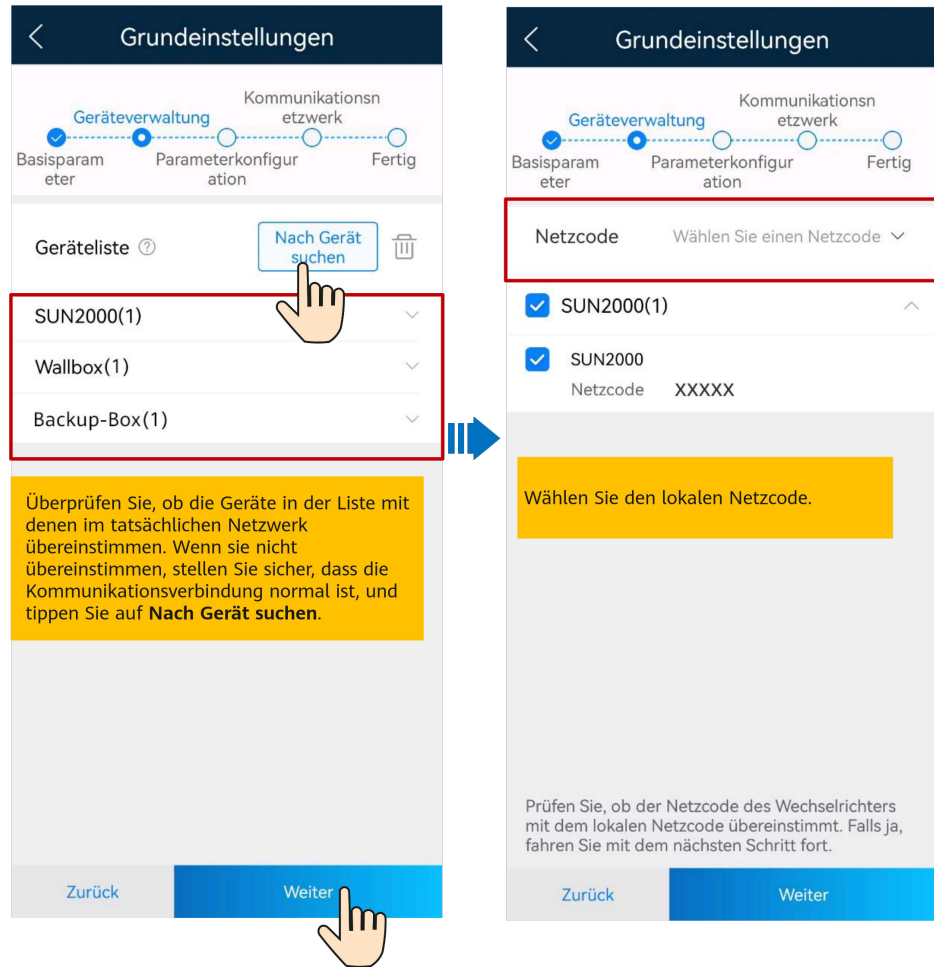 Grundeinstellungen
Kommunikationsn
etzwerk
Geräteverwaltung
Basisparam
eter
Parameterkonfigur
ation
Fertig
Geräteliste
Nach Gerät
suchen
SUN2000(1)
Wallbox(1)
Backup-Box(1)
Überprüfen Sie, ob die Geräte in der Liste mit
denen im tatsächlichen Netzwerk
übereinstimmen. Wenn sie nicht
übereinstimmen, stellen Sie sicher, dass die
Kommunikationsverbindung normal ist, und
tippen Sie auf Nach Gerät suchen.
Zurück
Weiter
Grundeinstellungen
Kommunikationsn
etzwerk
Geräteverwaltung
Basisparam
eter
Parameterkonfigur
ation
Fertig
Netzcode
Wählen Sie einen Netzcode
SUN2000(1)
SUN2000
Netzcode XXXXX
Wählen Sie den lokalen Netzcode.
Prüfen Sie, ob der Netzcode des Wechselrichters
mit dem lokalen Netzcode übereinstimmt. Falls ja,
fahren Sie mit dem nächsten Schritt fort.
Zurück
Weiter